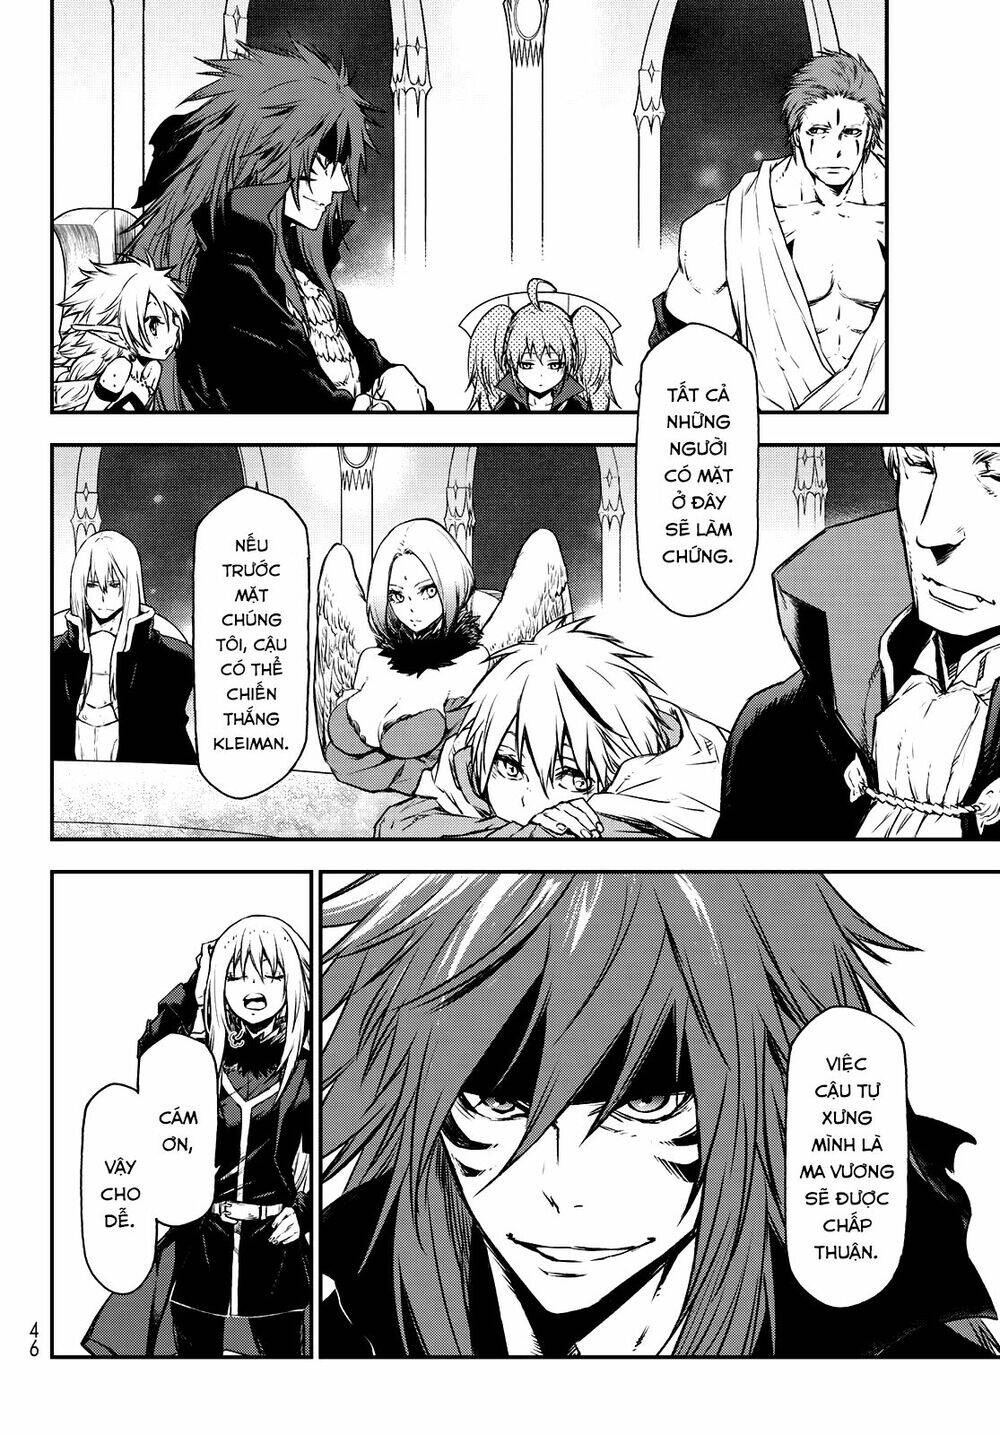 TẤT CẢ
NHỮNG
NGƯỜI
CÓ MẶT
Ở ĐÂY
SẼ LÀM
CHỨNG.
NẾU
TRƯỚC
MẶT
CHÚNG
TÔI, CẬU
CÓ THỂ
CHIẾN
THẮNG
KLEIMAN.
VIỆC
CẬU TỰ
XƯNG
MÌNH LÀ
MA VƯƠNG
SẼ ĐƯỢC
CHẤP
THUẬN.
CÁM
ƠN,
VẬY
CHO
DỄ.
46